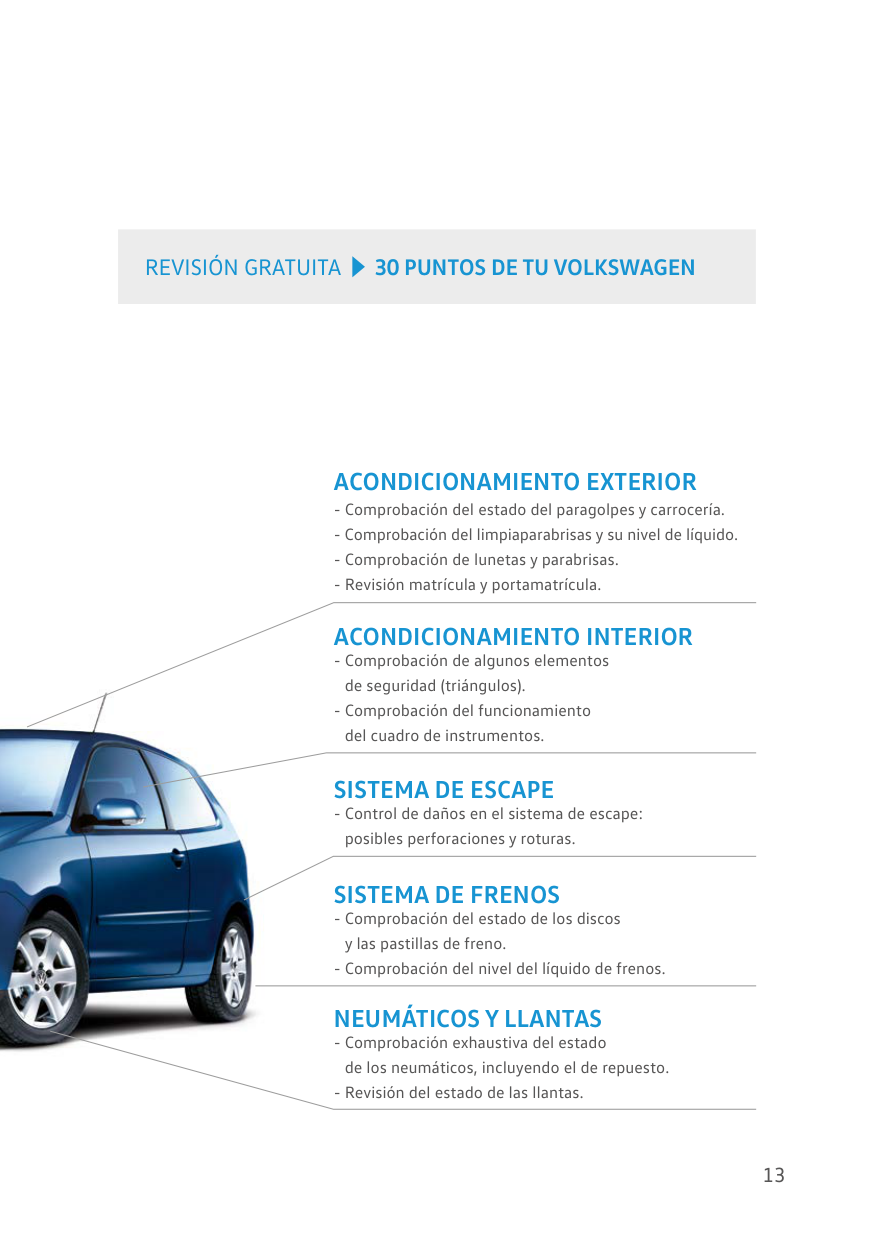 REVISIÓN GRATUITA ▶ 30 PUNTOS DE TU VOLKSWAGEN
ACONDICIONAMIENTO EXTERIOR
- Comprobación del estado del paragolpes y carrocería.
- Comprobación del limpiaparabrisas y su nivel de líquido.
- Comprobación de lunetas y parabrisas.
- Revisión matrícula y portamatrícula.
ACONDICIONAMIENTO INTERIOR
- Comprobación de algunos elementos
de seguridad (triángulos).
- Comprobación del funcionamiento
del cuadro de instrumentos.
SISTEMA DE ESCAPE
- Control de daños en el sistema de escape:
posibles perforaciones y roturas.
SISTEMA DE FRENOS
- Comprobación del estado de los discos
y las pastillas de freno.
- Comprobación del nivel del líquido de frenos.
NEUMÁTICOS Y LLANTAS
- Comprobación exhaustiva del estado
de los neumáticos, incluyendo el de repuesto.
- Revisión del estado de las llantas.
13